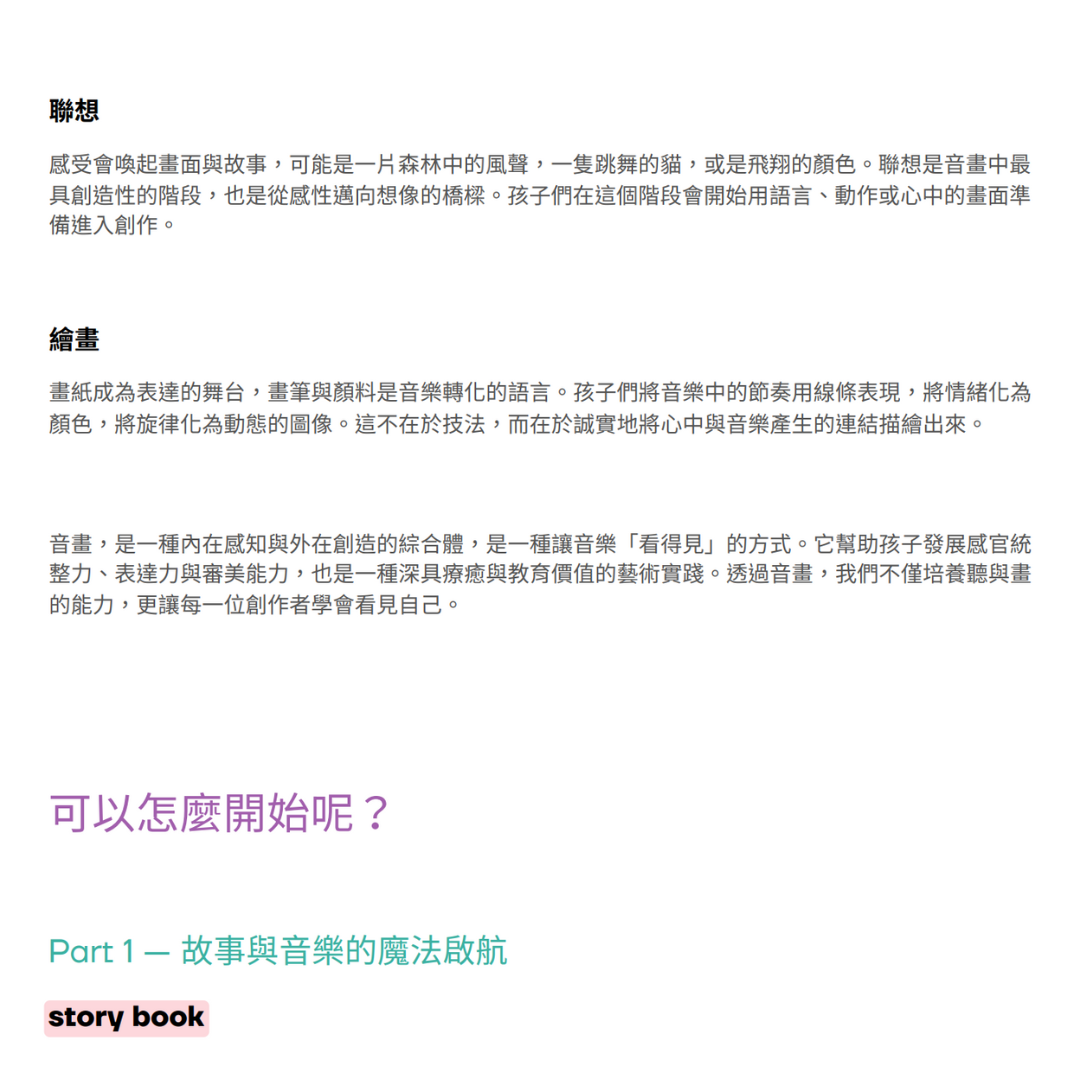 聯想
感受會喚起畫面與故事，可能是一片森林中的風聲，一隻跳舞的貓，或是飛翔的顏色。聯想是音畫中最
具創造性的階段，也是從感性邁向想像的橋樑。孩子們在這個階段會開始用語言、動作或心中的畫面準
備進入創作。
繪畫
畫紙成為表達的舞台，畫筆與顏料是音樂轉化的語言。孩子們將音樂中的節奏用線條表現，將情緒化為
顏色，將旋律化為動態的圖像。這不在於技法，而在於誠實地將心中與音樂產生的連結描繪出來。
音畫，是一種內在感知與外在創造的綜合體，是一種讓音樂「看得見」的方式。它幫助孩子發展感官統
整力、表達力與審美能力，也是一種深具療癒與教育價值的藝術實踐。透過音畫，我們不僅培養聽與畫
的能力，更讓每一位創作者學會看見自己。
可以怎麼開始呢？
Part 1 — 故事與音樂的魔法啟航
story book